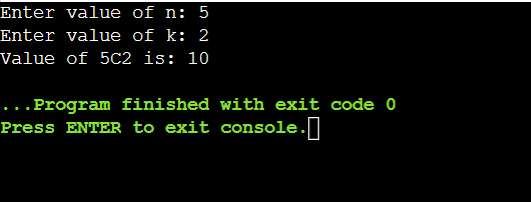 Enter value of n: 5
Enter value of k: 2
Value of 5C2 is: 10
...Program finished with exit code 0
Press ENTER to exit console.